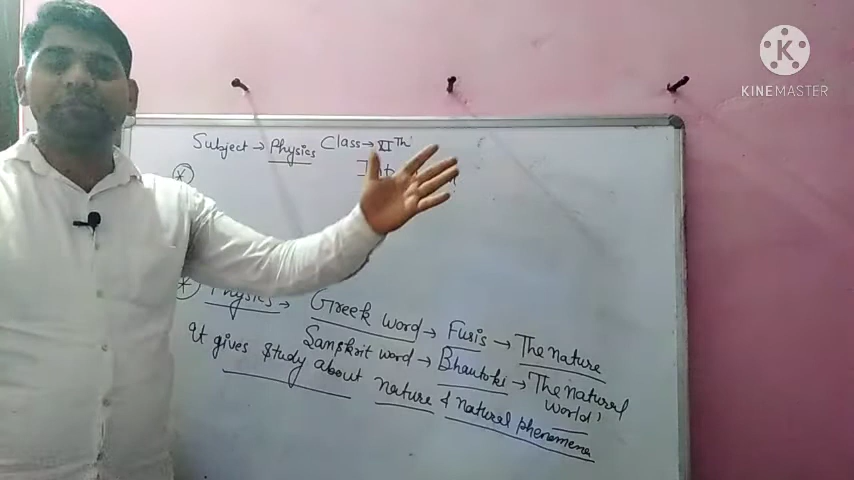 K
KINEMASTER
Subject → Physics Class → XI Th
*
* Physics → Greek word → Fusis → The nature
Sanskrit word → Bhautoki → 'The natural world'
It gives study about nature & natural phenomena